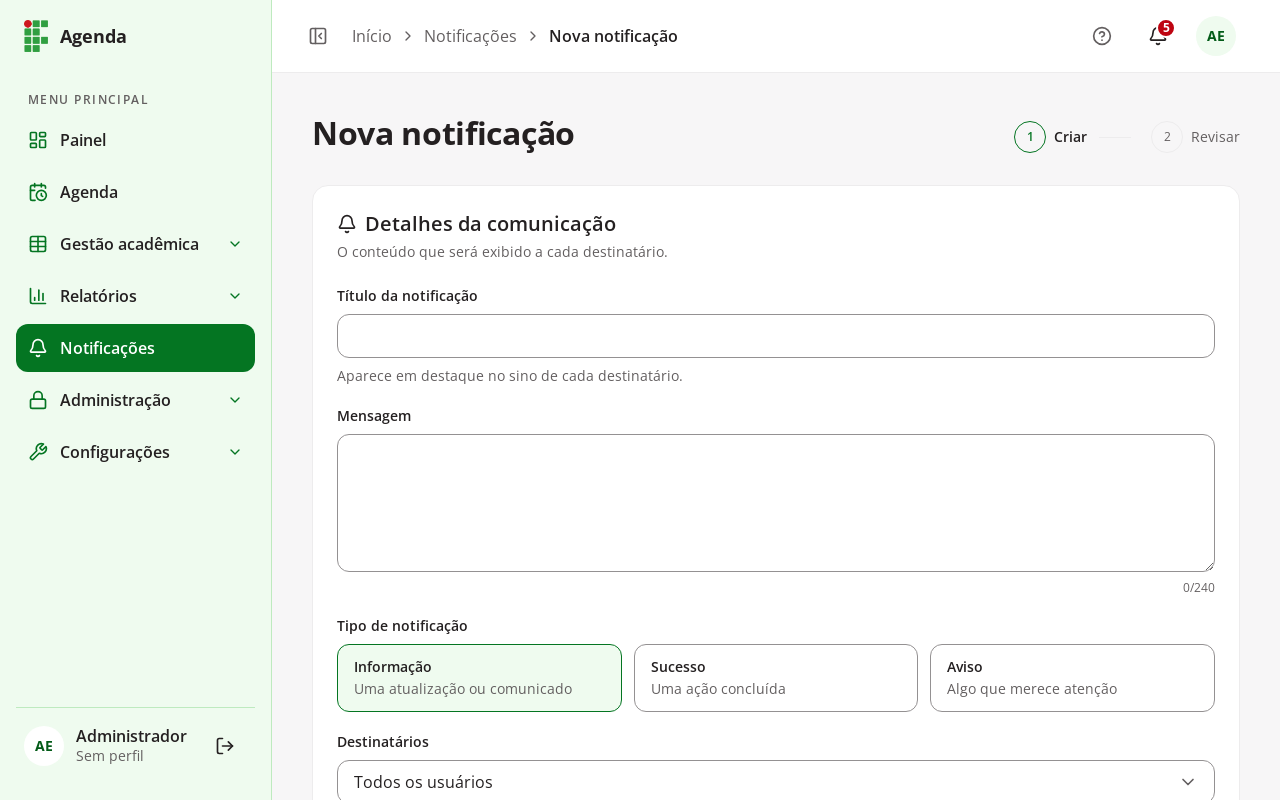 Agenda
Início
Notificações
Nova notificação
5
AE
MENU PRINCIPAL
Painel
Agenda
Gestão acadêmica
Relatórios
Notificações
Administração
Configurações
AE
Administrador
Sem perfil
Nova notificação
1
Criar
2
Revisar
Detalhes da comunicação
O conteúdo que será exibido a cada destinatário.
Título da notificação
Aparece em destaque no sino de cada destinatário.
Mensagem
0/240
Tipo de notificação
Informação
Uma atualização ou comunicado
Sucesso
Uma ação concluída
Aviso
Algo que merece atenção
Destinatários
Todos os usuários